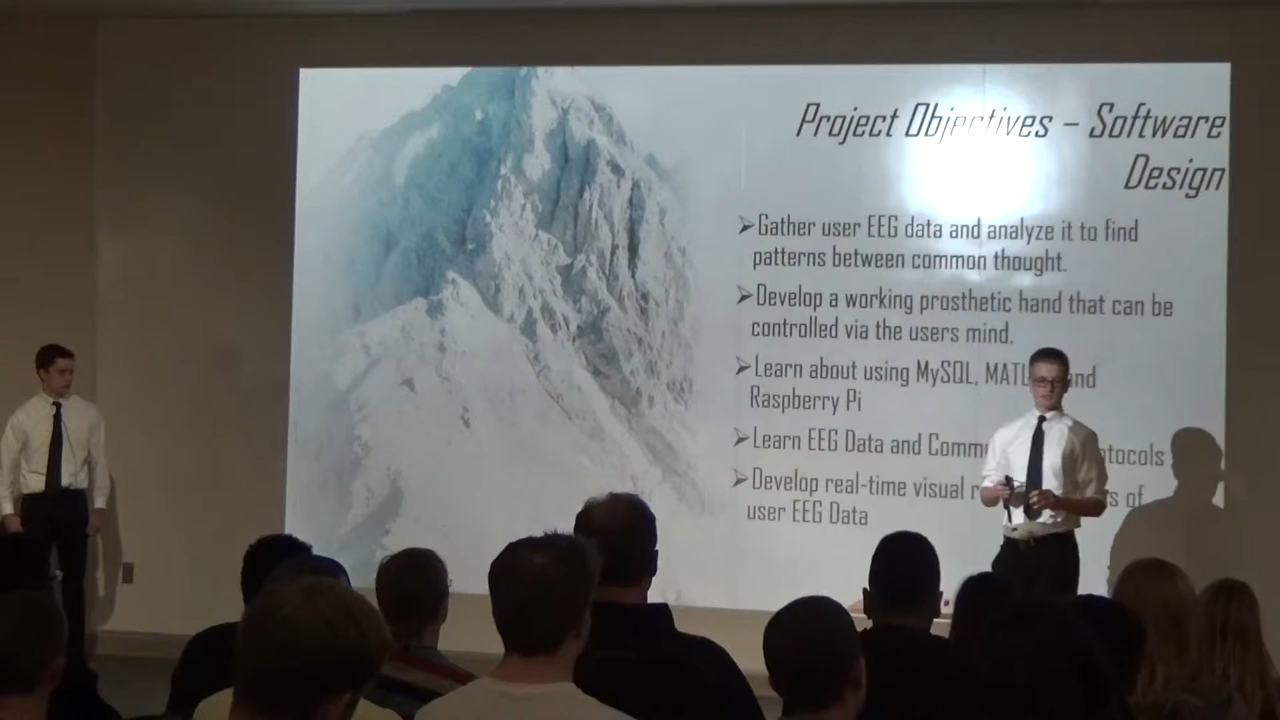 Project Objectives – Software
Design
➢Gather user EEG data and analyze it to find
patterns between common thought.
➢Develop a working prosthetic hand that can be
controlled via the users mind.
➢Learn about using MySQL, and
Raspberry Pi
➢Learn EEG Data and
➢Develop real-time visual of
user EEG Data